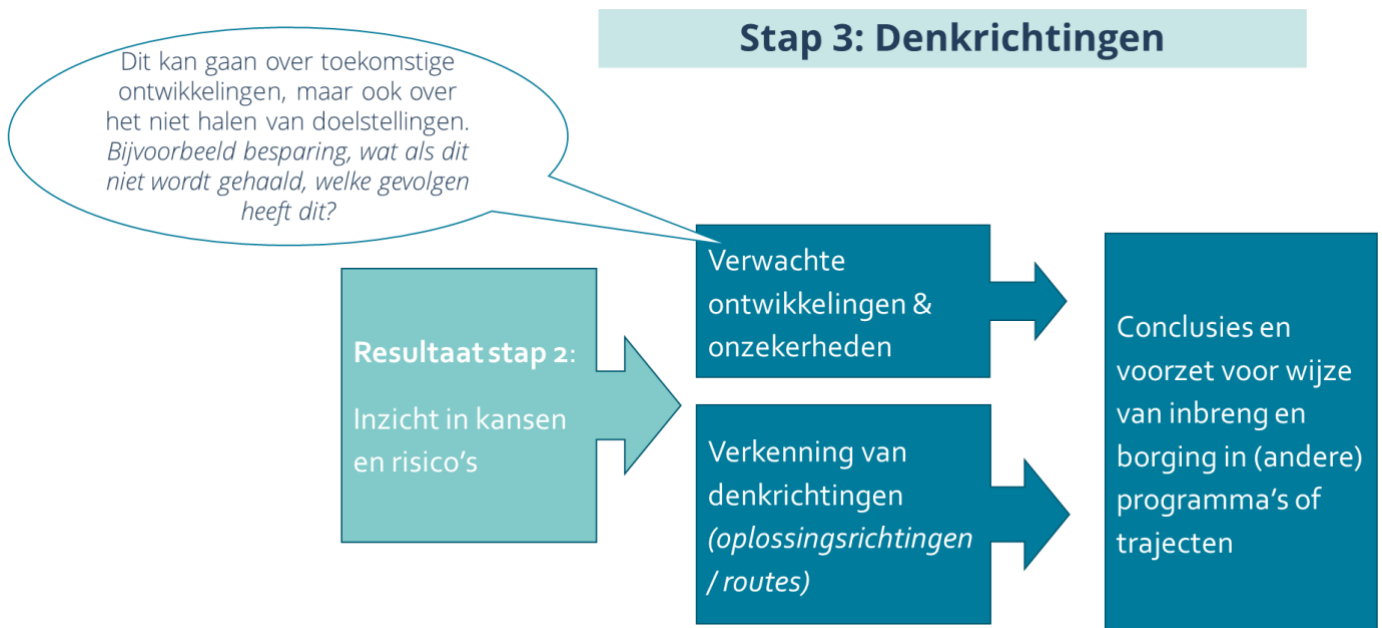 Stap 3: Denkrichtingen
Dit kan gaan over toekomstige
ontwikkelingen, maar ook over
het niet halen van doelstellingen.
Bijvoorbeeld besparing, wat als dit
niet wordt gehaald, welke gevolgen
heeft dit?
Resultaat stap 2:
Inzicht in kansen
en risico's
Verwachte
ontwikkelingen &
onzekerheden
Verkenning van
denkrichtingen
(oplossingsrichtingen
/ routes)
Conclusies en
voorzet voor wijze
van inbreng en
borging in (andere)
programma's of
trajecten